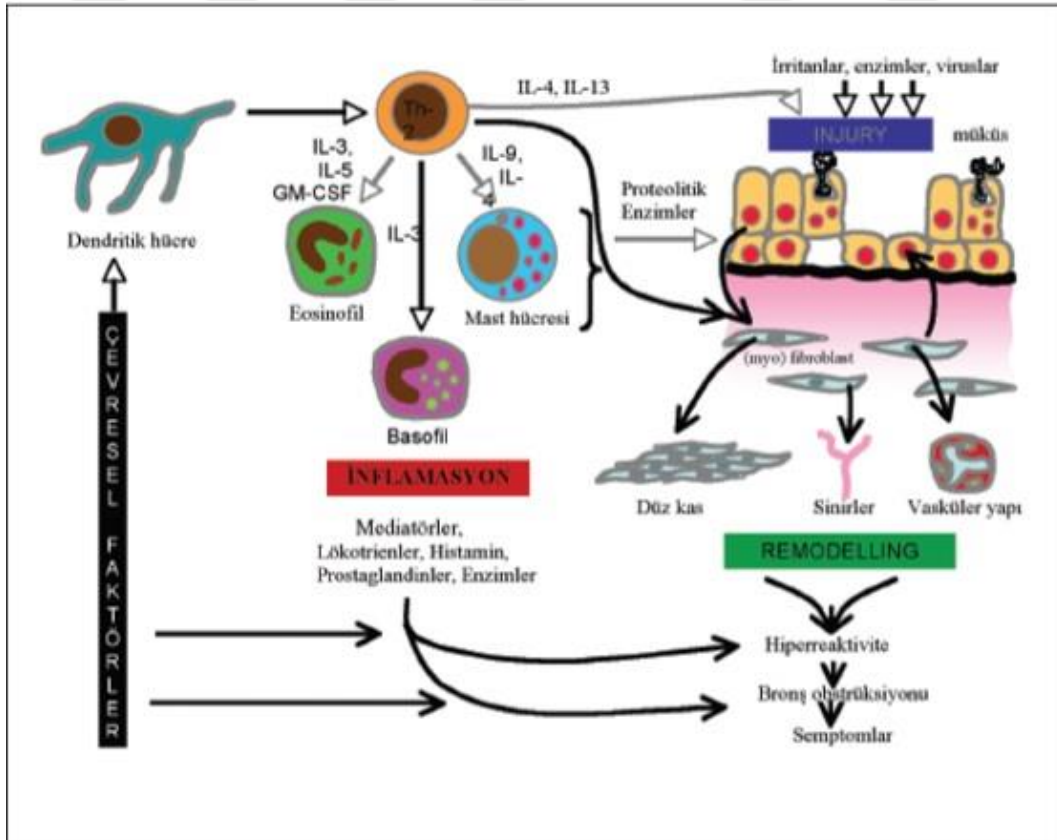 İrritanlar, enzimler, viruslar
IL-4, IL-13
Th-
2
INJURY
müküs
IL-3,
IL-5
GM-CSF
IL-9,
IL-
4
Proteolitik
Enzimler
Dendritik hücre
IL-3
Eosinofil
Mast hücresi
(myo) fibroblast
Basofil
İNFLAMASYON
Düz kas
Sinirler
Vasküler yapı
Mediatörler,
Lökotrienler, Histamin,
Prostaglandinler, Enzimler
REMODELLING
ÇEVRESEL FAKTÖRLER
Hiperreaktivite
Bronş obstrüksiyonu
Semptomlar